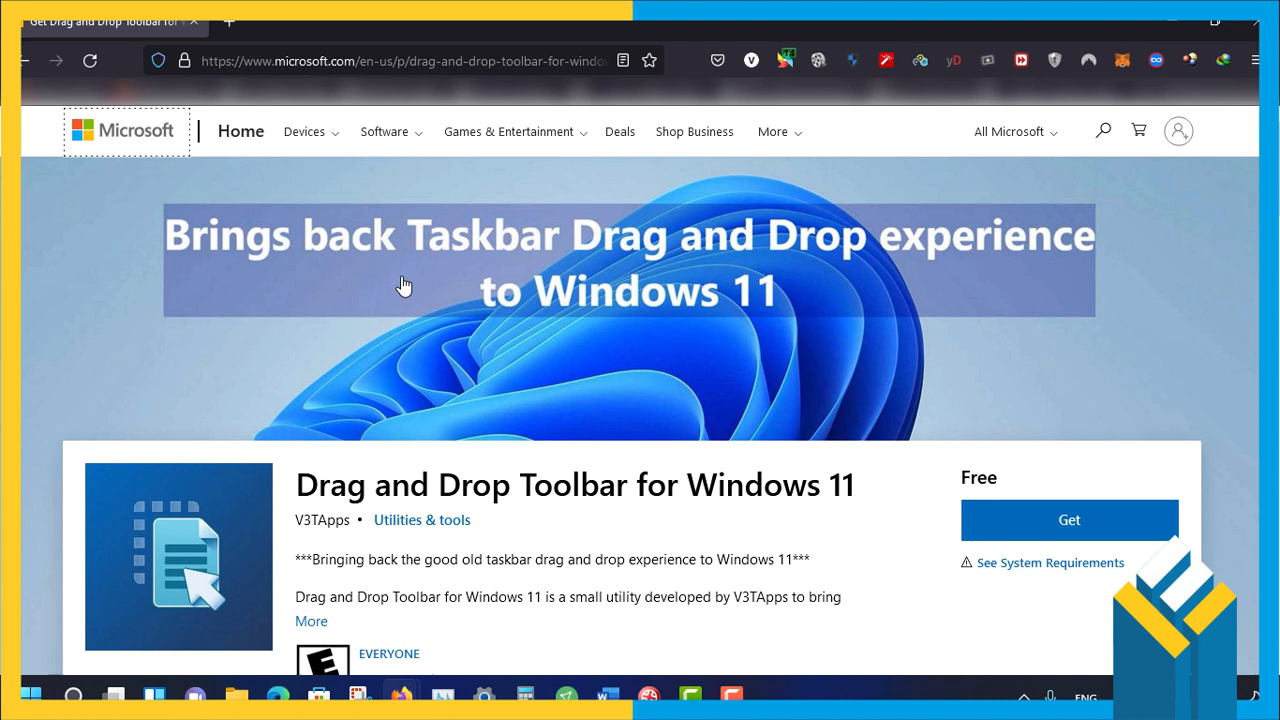 Get Drag and Drop Toolbar for
https://www.microsoft.com/en-us/p/drag-and-drop-toolbar-for-windo
14
V
yD
Microsoft
Home Devices Software Games & Entertainment Deals Shop Business More All Microsoft
Brings back Taskbar Drag and Drop experience
to Windows 11
Drag and Drop Toolbar for Windows 11
Free
V3TApps • Utilities & tools
Get
***Bringing back the good old taskbar drag and drop experience to Windows 11***
See System Requirements
Drag and Drop Toolbar for Windows 11 is a small utility developed by V3TApps to bring
More
E
EVERYONE
ENG